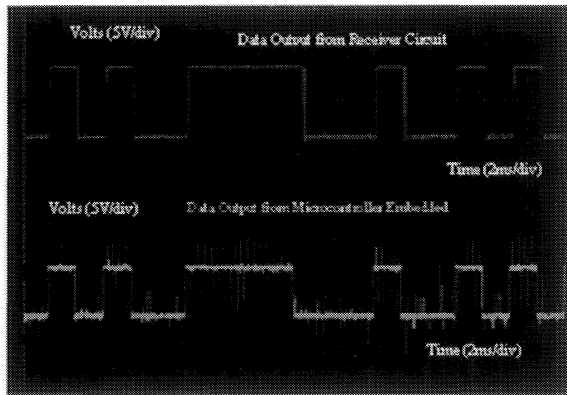 Volts (5V/div)
Data Output from Receiver Circuit
Time (2ms/div)
Volts (5V/div)
Data Output from Microcontroller Embedded
Time (2ms/div)